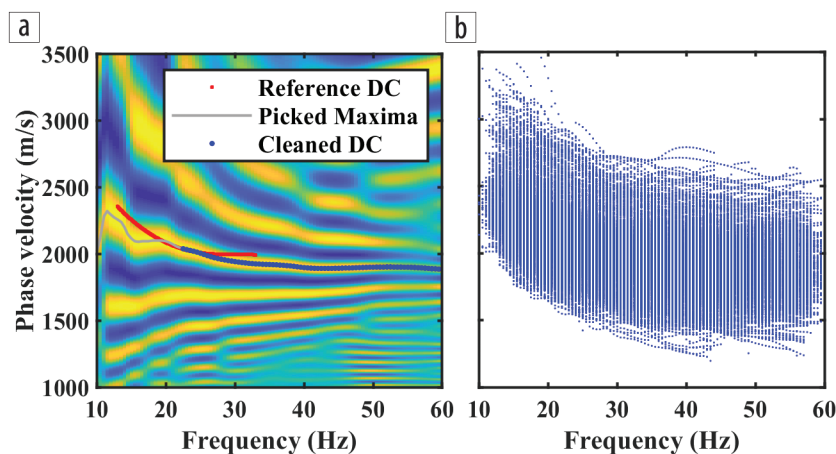 a
b
3500
3000
2500
2000
1500
1000
Phase velocity (m/s)
Reference DC
Picked Maxima
Cleaned DC
10 20 30 40 50 60
Frequency (Hz)
10 20 30 40 50 60
Frequency (Hz)